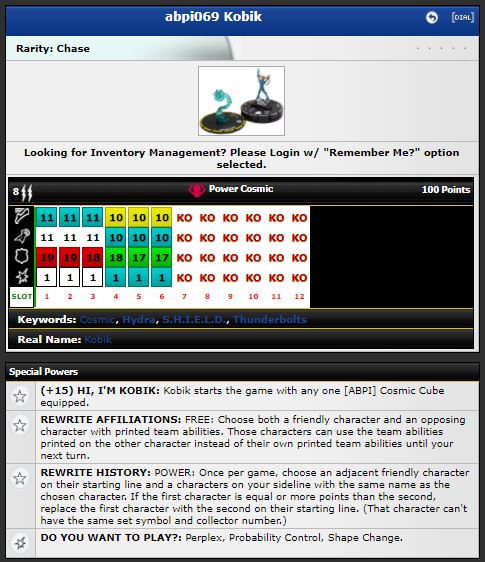 abpi069 Kobik
[DIAL]
Rarity: Chase
Looking for Inventory Management? Please Login w/ "Remember Me?" option
selected.
8 Power Cosmic 100 Points
11 11 11 10 10 10 KO KO KO KO KO KO
11 11 11 10 10 10 KO KO KO KO KO KO
19 19 18 18 17 17 KO KO KO KO KO KO
1 1 1 1 1 1 KO KO KO KO KO KO
SLOT 1 2 3 4 5 6 7 8 9 10 11 12
Keywords: Cosmic, Hydra, S.H.I.E.L.D., Thunderbolts
Real Name: Kobik
Special Powers
(+15) HI, I'M KOBIK: Kobik starts the game with any one [ABPI] Cosmic Cube
equipped.
REWRITE AFFILIATIONS: FREE: Choose both a friendly character and an opposing
character with printed team abilities. Those characters can use the team abilities
printed on the other character instead of their own printed team abilities until your
next turn.
REWRITE HISTORY: POWER: Once per game, choose an adjacent friendly character
on their starting line and a characters on your sideline with the same name as the
chosen character. If the first character is equal or more points than the second,
replace the first character with the second on their starting line. (That character can't
have the same set symbol and collector number.)
DO YOU WANT TO PLAY?: Perplex, Probability Control, Shape Change.